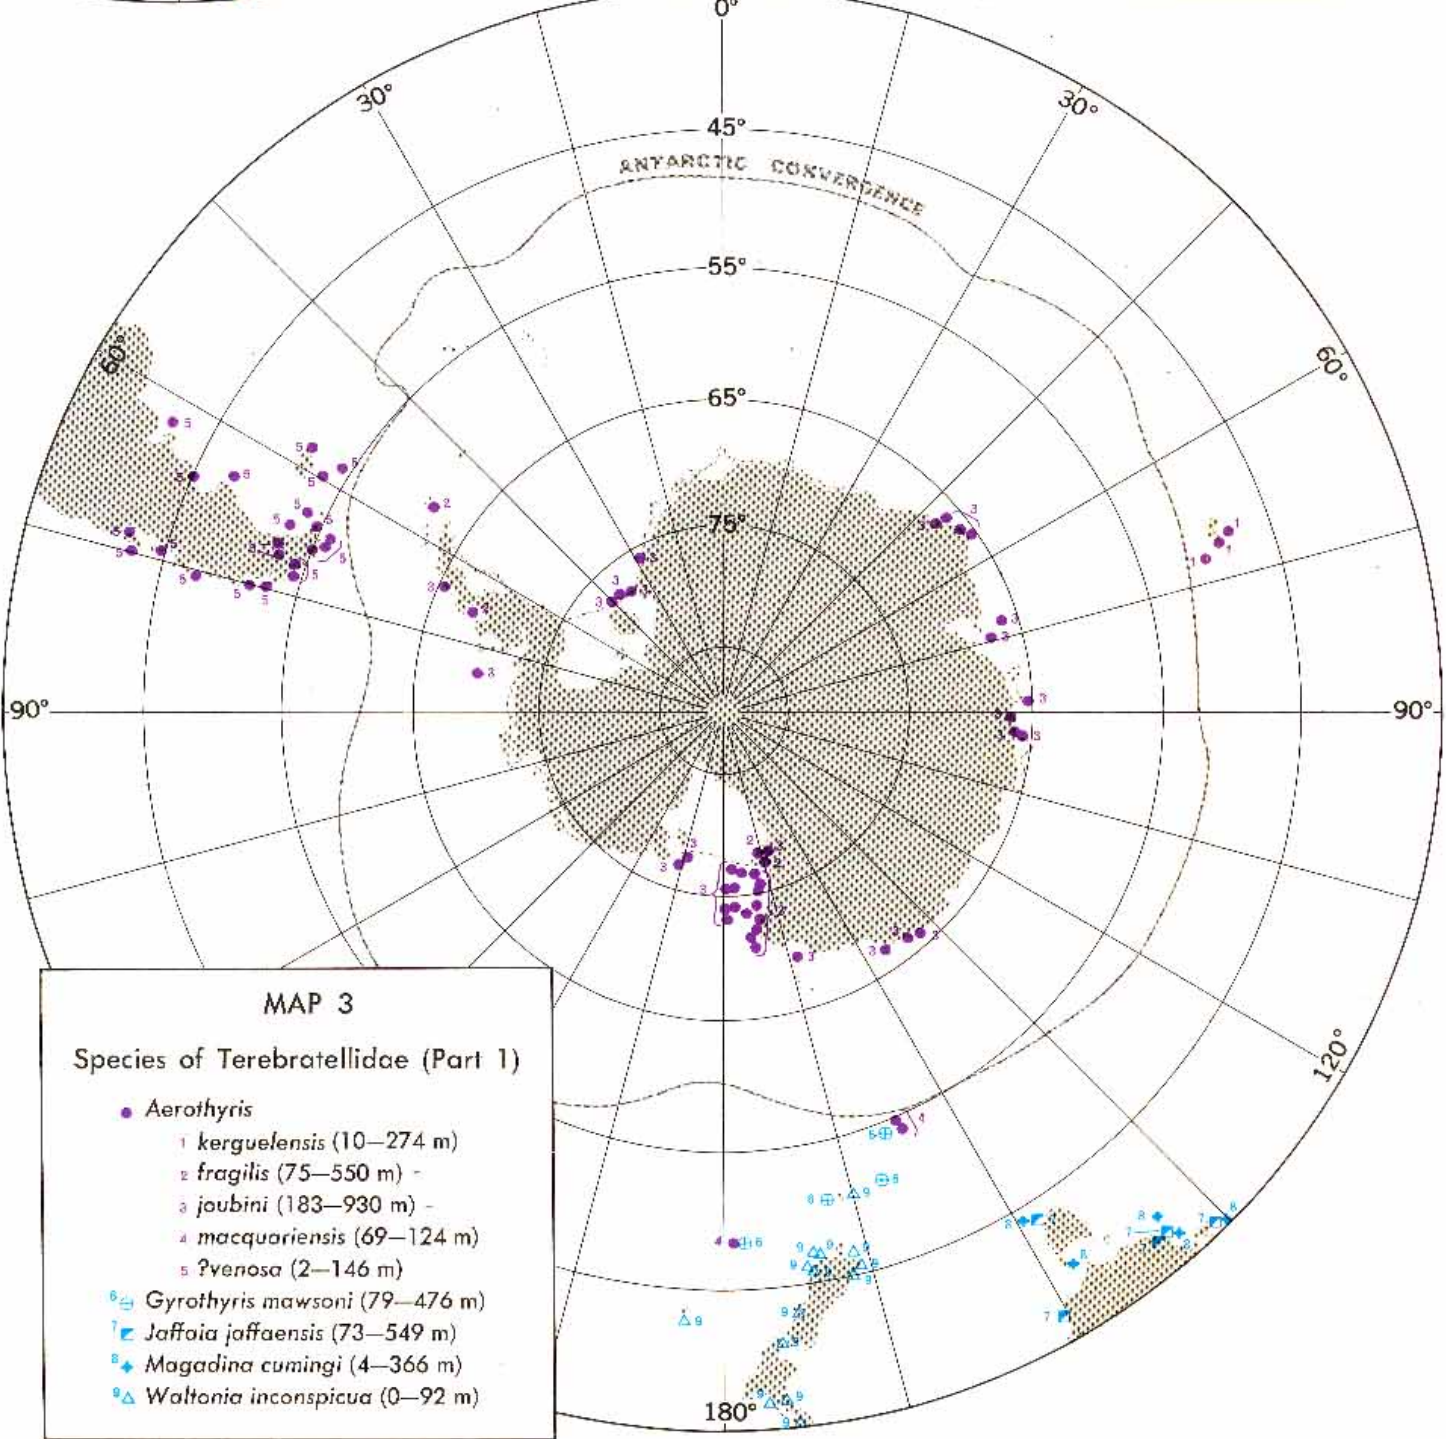 0°
30°
30°
45°
ANTARCTIC CONVERGENCE
55°
60°
60°
65°
75°
90°
90°
120°
180°
MAP 3
Species of Terebratellidae (Part 1)
Aerothyris
1 kerguelensis (10—274 m)
2 fragilis (75—550 m) -
3 joubini (183—930 m) -
4 macquariensis (69—124 m)
5 ?venosa (2—146 m)
6 Gyrothyris mawsoni (79—476 m)
7 Jaffaia jaffaensis (73—549 m)
8 Magadina cumingi (4—366 m)
9 Waltonia inconspicua (0—92 m)